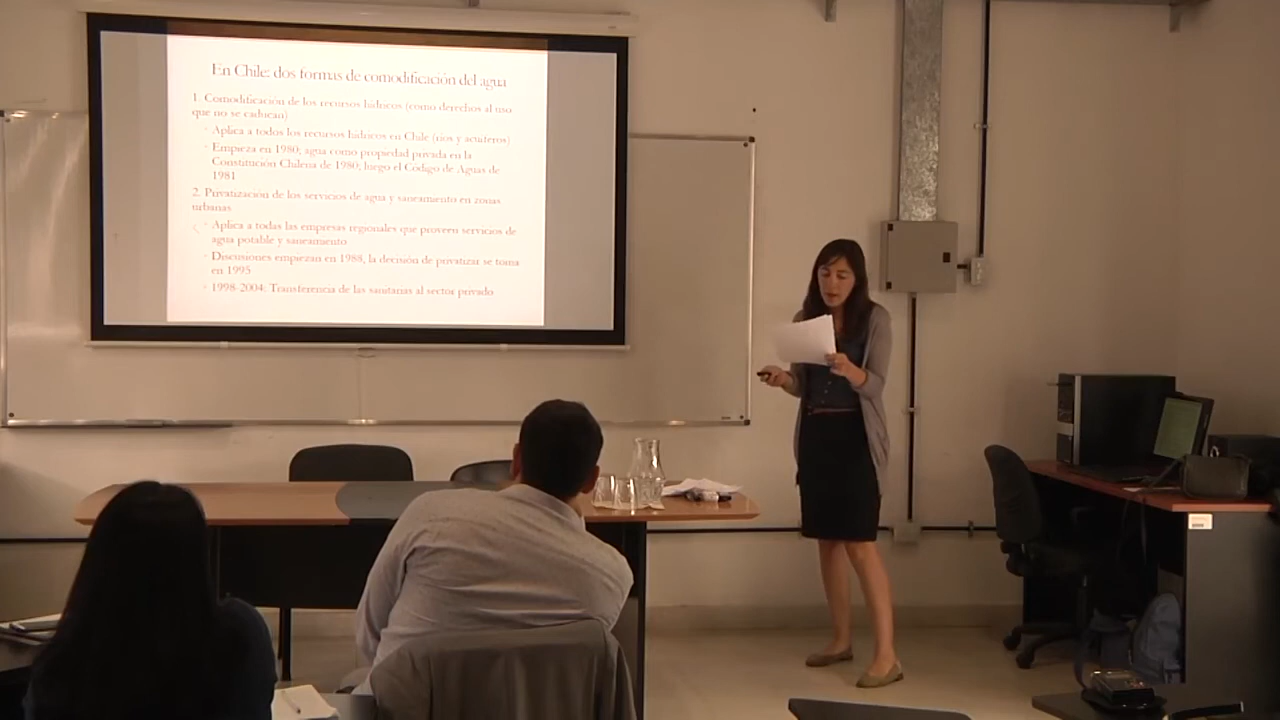 En Chile: dos formas de comodificación del agua
1. Comodificación de los recursos hídricos (como derechos al uso
que no se caducan)
Aplica a todos los recursos hídricos en Chile (ríos y acuíferos)
Empieza en 1980; agua como propiedad privada en la
Constitución Chilena de 1980; luego el Código de Aguas de
1981
2. Privatización de los servicios de agua y saneamiento en zonas
urbanas
Aplica a todas las empresas regionales que proveen servicios de
agua potable y saneamiento
Discusiones empiezan en 1988, la decisión de privatizar se toma
en 1995
1998-2004: Transferencia de las sanitarias al sector privado